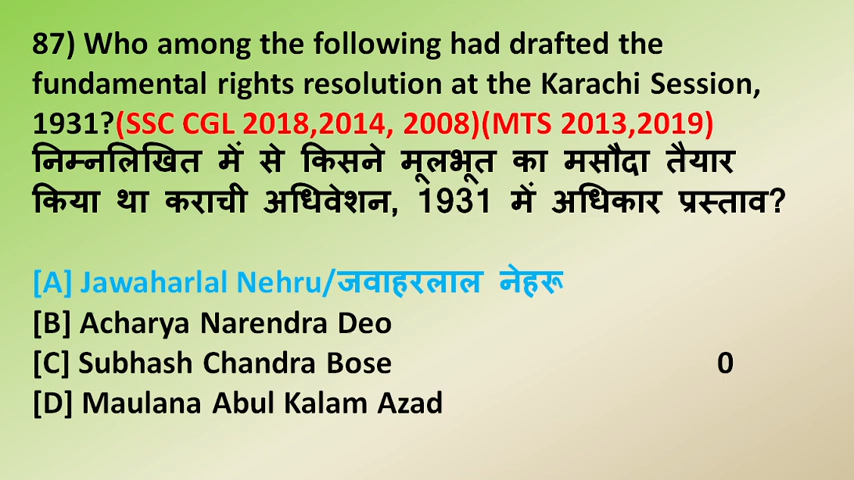 87) Who among the following had drafted the
fundamental rights resolution at the Karachi Session,
1931?(SSC CGL 2018,2014, 2008)(MTS 2013,2019)
निम्नलिखित में से किसने मूलभूत का मसौदा तैयार
किया था कराची अधिवेशन, 1931 में अधिकार प्रस्ताव?
[A] Jawaharlal Nehru/जवाहरलाल नेहरू
[B] Acharya Narendra Deo
[C] Subhash Chandra Bose 0
[D] Maulana Abul Kalam Azad